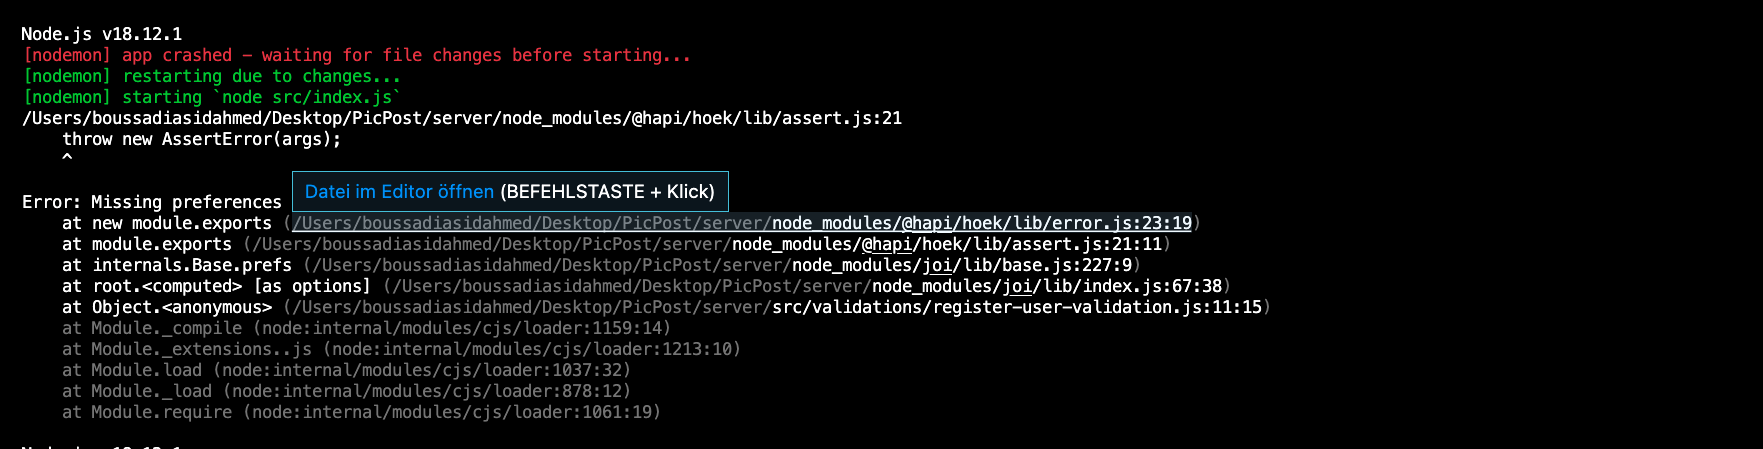 Node.js v18.12.1
[nodemon] app crashed - waiting for file changes before starting...
[nodemon] restarting due to changes...
[nodemon] starting `node src/index.js`
/Users/boussadiasidahmed/Desktop/PicPost/server/node_modules/@hapi/hoek/lib/assert.js:21
    throw new AssertError(args);
    ^
Datei im Editor öffnen (BEFEHLSTASTE + Klick)
Error: Missing preferences
    at new module.exports (/Users/boussadiasidahmed/Desktop/PicPost/server/node_modules/@hapi/hoek/lib/error.js:23:19)
    at module.exports (/Users/boussadiasidahmed/Desktop/PicPost/server/node_modules/@hapi/hoek/lib/assert.js:21:11)
    at internals.Base.prefs (/Users/boussadiasidahmed/Desktop/PicPost/server/node_modules/joi/lib/base.js:227:9)
    at root.<computed> [as options] (/Users/boussadiasidahmed/Desktop/PicPost/server/node_modules/joi/lib/index.js:67:38)
    at Object.<anonymous> (/Users/boussadiasidahmed/Desktop/PicPost/server/src/validations/register-user-validation.js:11:15)
    at Module._compile (node:internal/modules/cjs/loader:1159:14)
    at Module._extensions..js (node:internal/modules/cjs/loader:1213:10)
    at Module.load (node:internal/modules/cjs/loader:1037:32)
    at Module._load (node:internal/modules/cjs/loader:878:12)
    at Module.require (node:internal/modules/cjs/loader:1061:19)